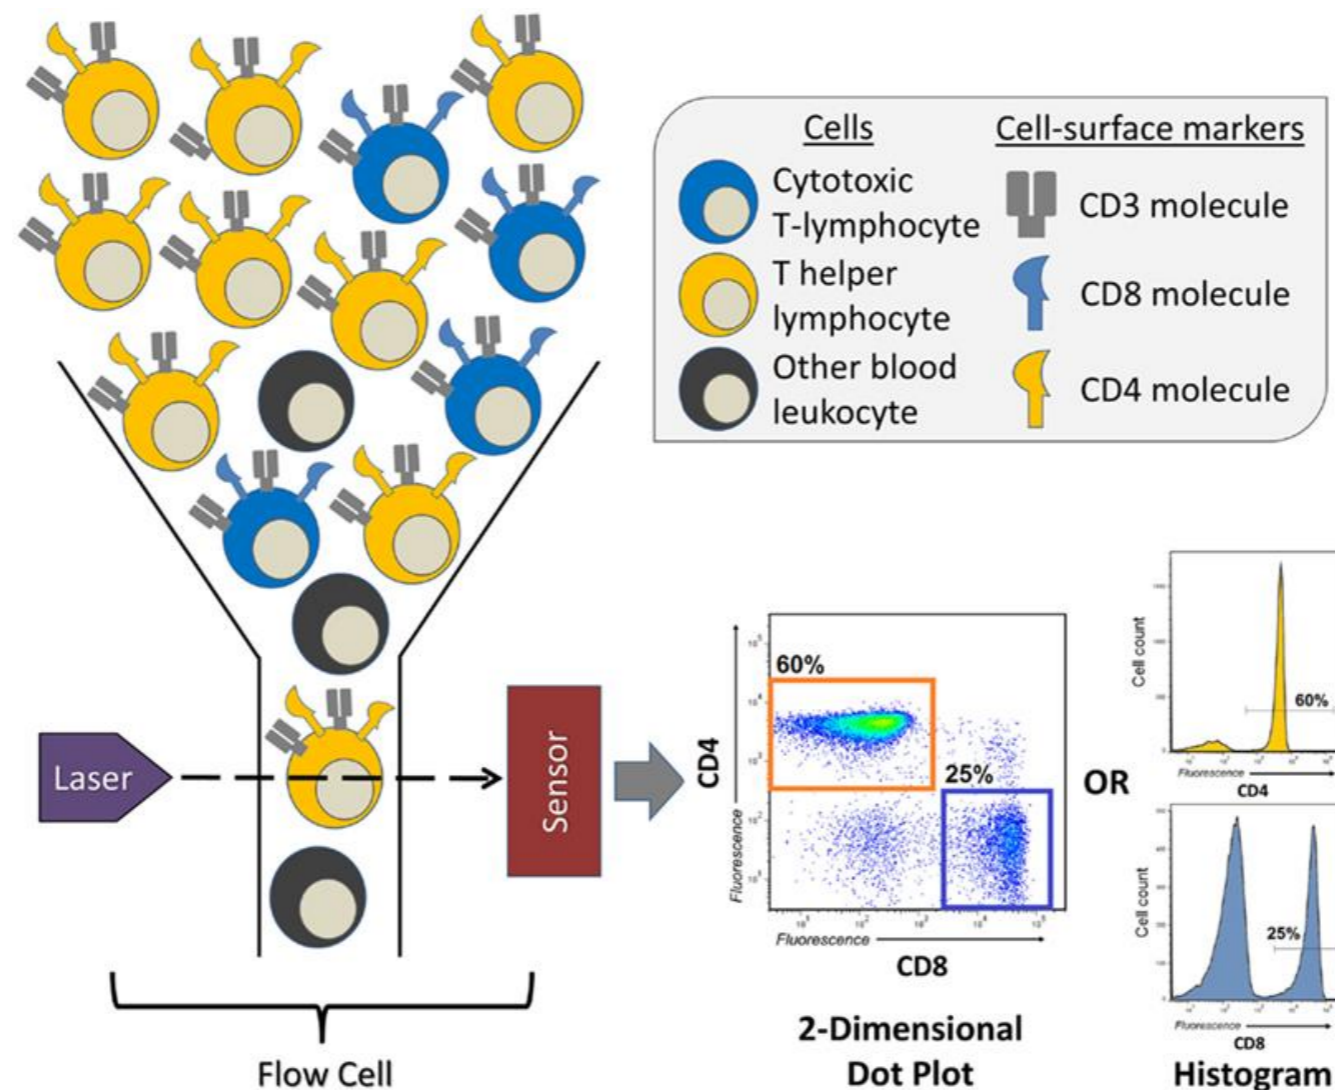 Cells
Cell-surface markers
Cytotoxic
T-lymphocyte
CD3 molecule
T helper
lymphocyte
CD8 molecule
Other blood
leukocyte
CD4 molecule
Laser
Sensor
Flow Cell
60%
25%
CD4
Fluorescence
Fluorescence
CD8
2-Dimensional
Dot Plot
OR
Cell count
60%
Fluorescence
CD4
Cell count
25%
Fluorescence
CD8
Histogram